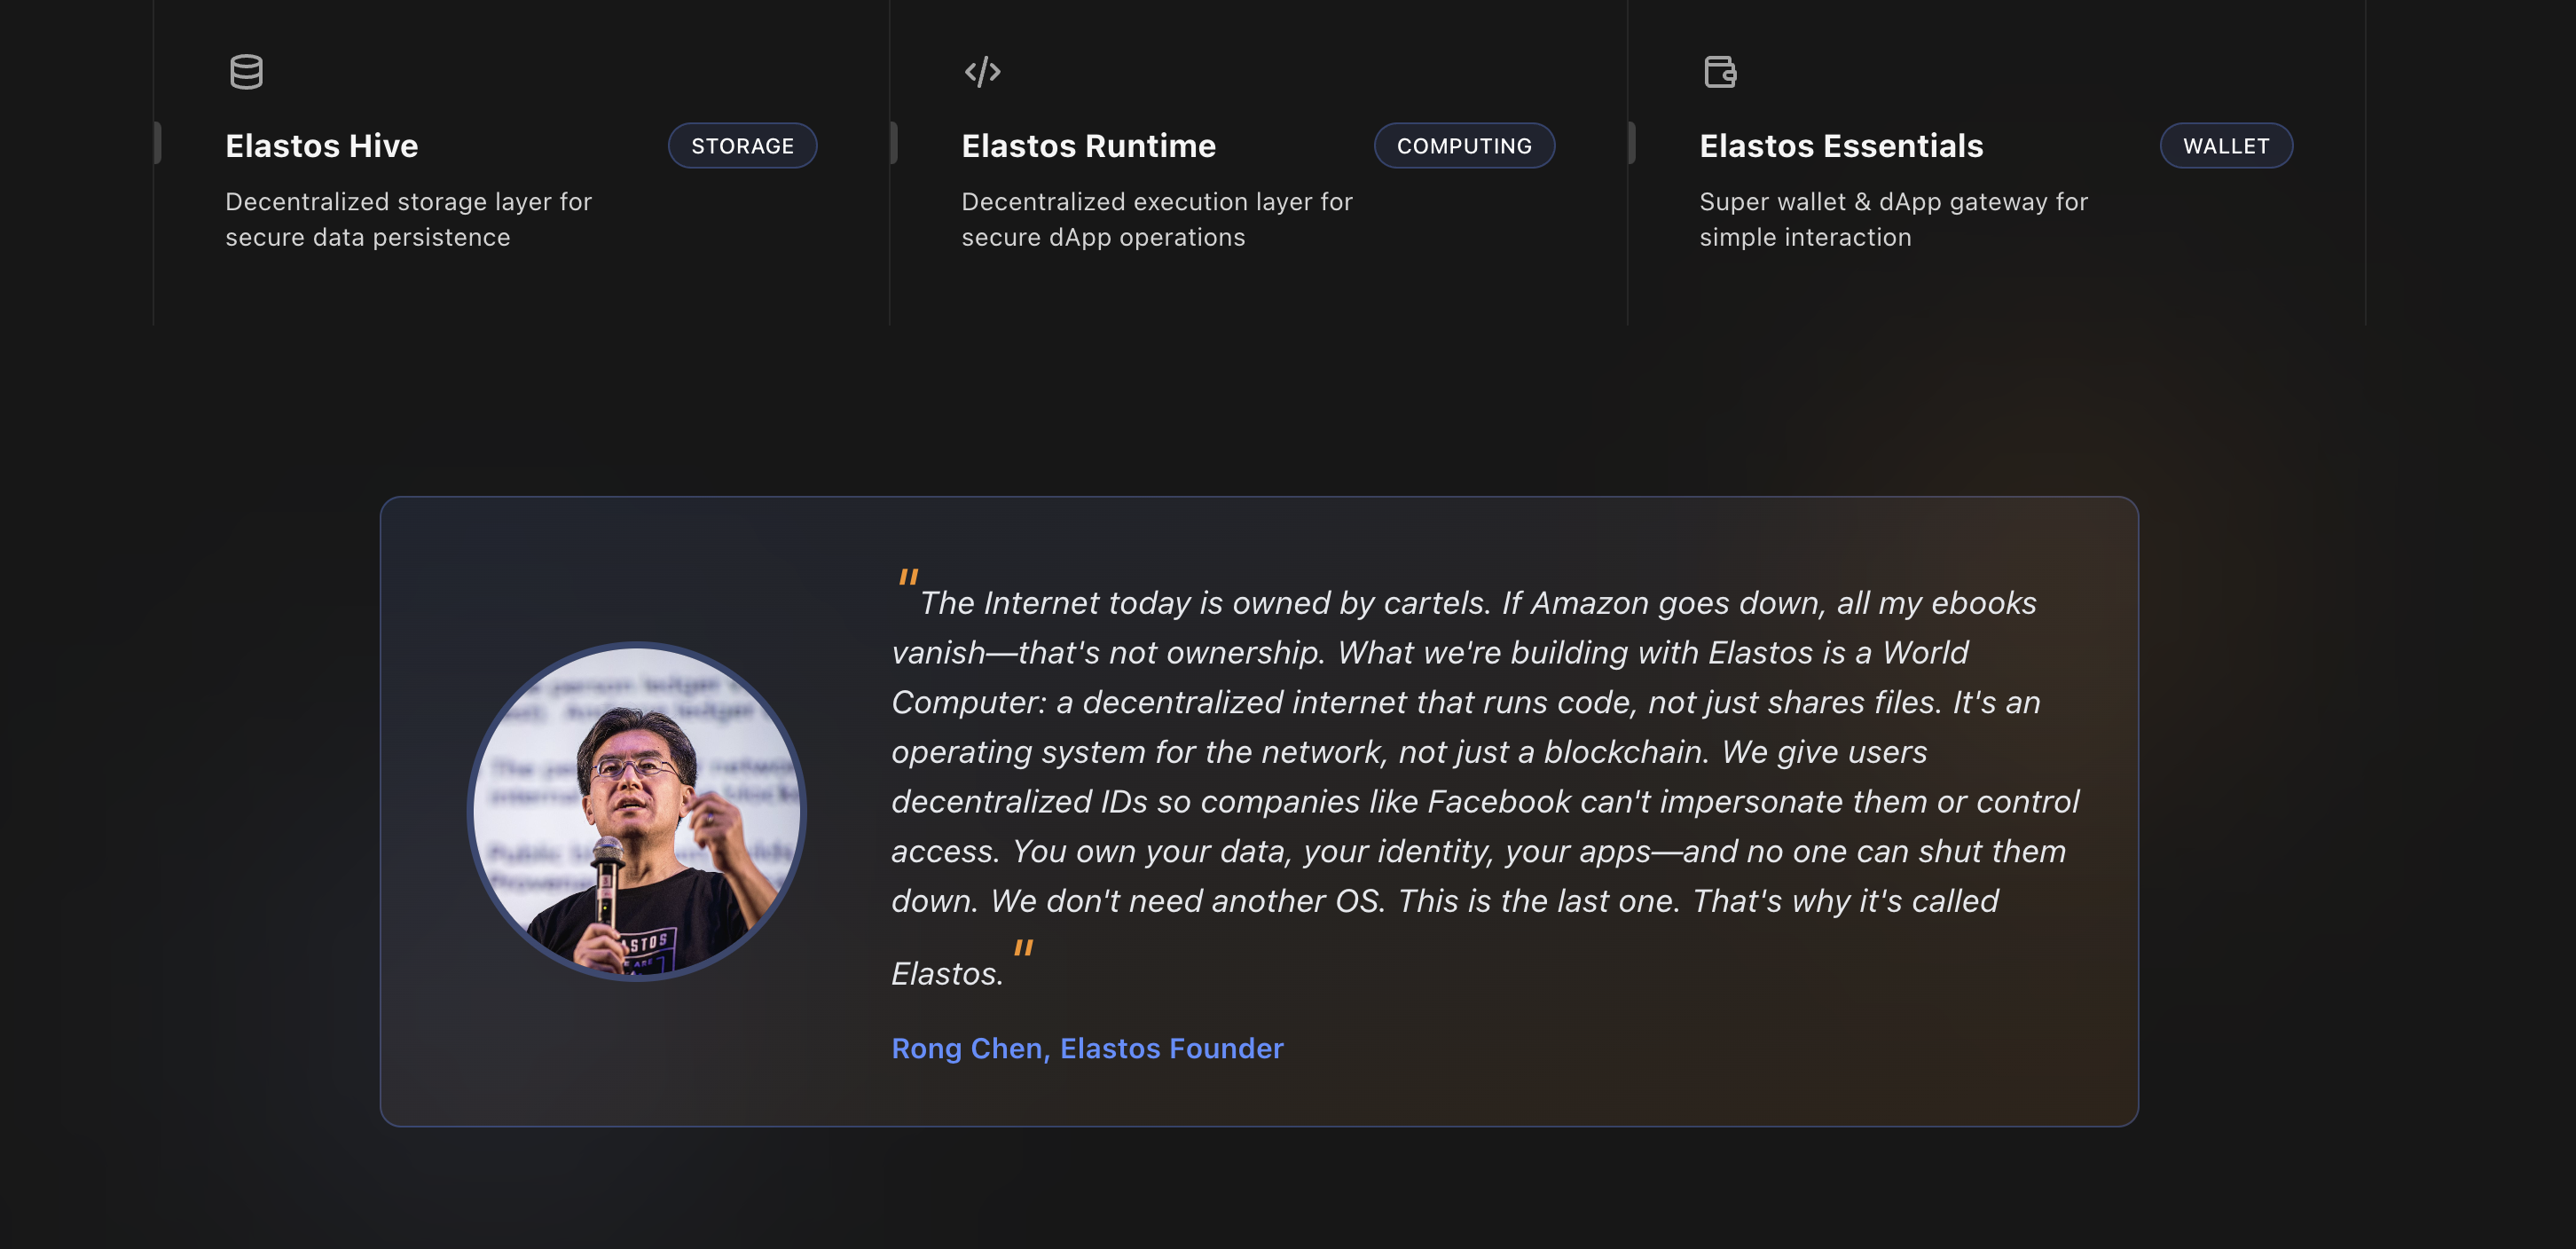 Elastos Hive
STORAGE
Decentralized storage layer for
secure data persistence
Elastos Runtime
COMPUTING
Decentralized execution layer for
secure dApp operations
Elastos Essentials
WALLET
Super wallet & dApp gateway for
simple interaction
"The Internet today is owned by cartels. If Amazon goes down, all my ebooks
vanish—that's not ownership. What we're building with Elastos is a World
Computer: a decentralized internet that runs code, not just shares files. It's an
operating system for the network, not just a blockchain. We give users
decentralized IDs so companies like Facebook can't impersonate them or control
access. You own your data, your identity, your apps—and no one can shut them
down. We don't need another OS. This is the last one. That's why it's called
Elastos."
Rong Chen, Elastos Founder